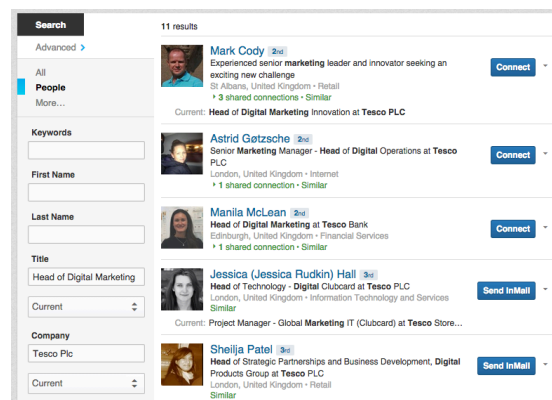 Search
Advanced >
All
People
More...
Keywords
First Name
Last Name
Title
Head of Digital Marketing
Current
Company
Tesco Plc
Current
11 results
Mark Cody 2nd
Experienced senior marketing leader and innovator seeking an
exciting new challenge
St Albans, United Kingdom • Retail
3 shared connections • Similar
Current: Head of Digital Marketing Innovation at Tesco PLC
Connect
Astrid Gøtzsche 2nd
Senior Marketing Manager - Head of Digital Operations at Tesco
PLC
London, United Kingdom • Internet
1 shared connection • Similar
Connect
Manila McLean 2nd
Head of Digital Marketing at Tesco Bank
Edinburgh, United Kingdom • Financial Services
1 shared connection • Similar
Connect
Jessica (Jessica Rudkin) Hall 3rd
Head of Technology - Digital Clubcard at Tesco PLC
London, United Kingdom • Information Technology and Services
Similar
Current: Project Manager - Global Marketing IT (Clubcard) at Tesco Store...
Send InMail
Sheilja Patel 3rd
Head of Strategic Partnerships and Business Development, Digital
Products Group at Tesco PLC
London, United Kingdom • Retail
Similar
Send InMail